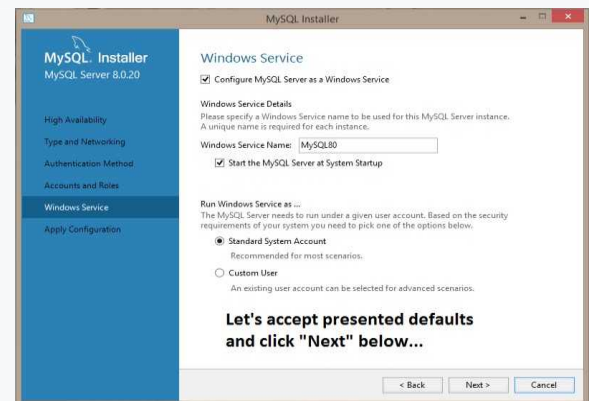 MySQL Installer
MySQL. Installer
MySQL Server 8.0.20
High Availability
Type and Networking
Authentication Method
Accounts and Roles
Windows Service
Apply Configuration
Windows Service
Configure MySQL Server as a Windows Service
Windows Service Details
Please specify a Windows Service name to be used for this MySQL Server instance.
A unique name is required for each instance.
Windows Service Name: MySQL80
Start the MySQL Server at System Startup
Run Windows Service as ...
The MySQL Server needs to run under a given user account. Based on the security
requirements of your system you need to pick one of the options below.
Standard System Account
Recommended for most scenarios.
Custom User
An existing user account can be selected for advanced scenarios.
Let's accept presented defaults
and click "Next" below...
< Back Next > Cancel